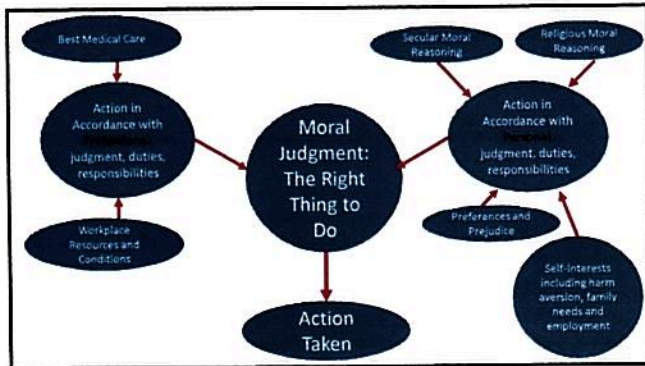 Best Medical Care
Action in
Accordance with
judgment, duties,
responsibilities
Workplace
Resources and
Conditions
Moral
Judgment:
The Right
Thing to
Do
Action
Taken
Secular Moral
Reasoning
Religious Moral
Reasoning
Action in
Accordance with
Personal
judgment, duties,
responsibilities
Preferences and
Prejudice
Self-Interests
including harm
aversion, family
needs and
employment